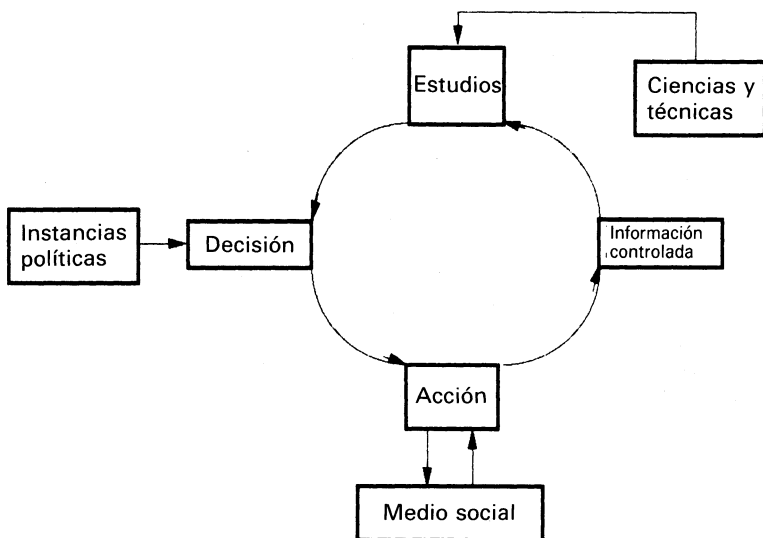 Estudios
Ciencias y
técnicas
Instancias
políticas
Decisión
Información
controlada
Acción
Medio social